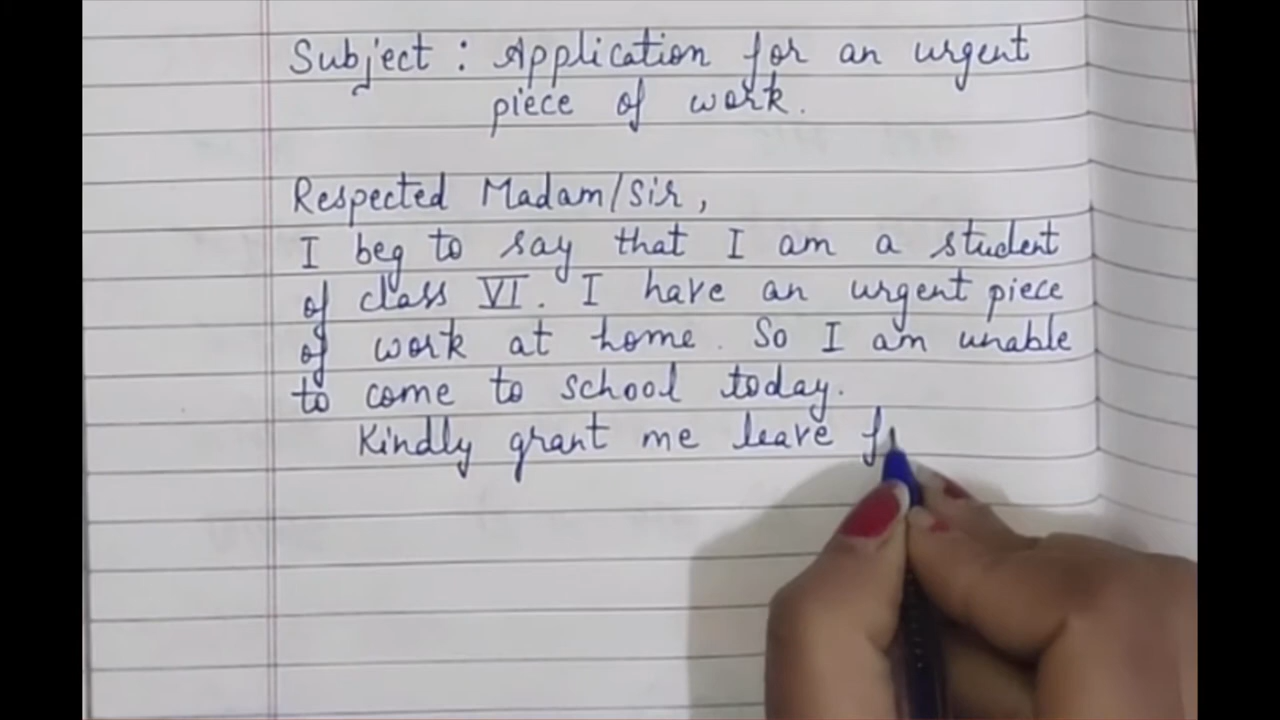 Subject : Application for an urgent
piece of work.
Respected Madam/Sir,
I beg to say that I am a student
of class VI. I have an urgent piece
of work at home. So I am unable
to come to school today.
Kindly grant me leave f